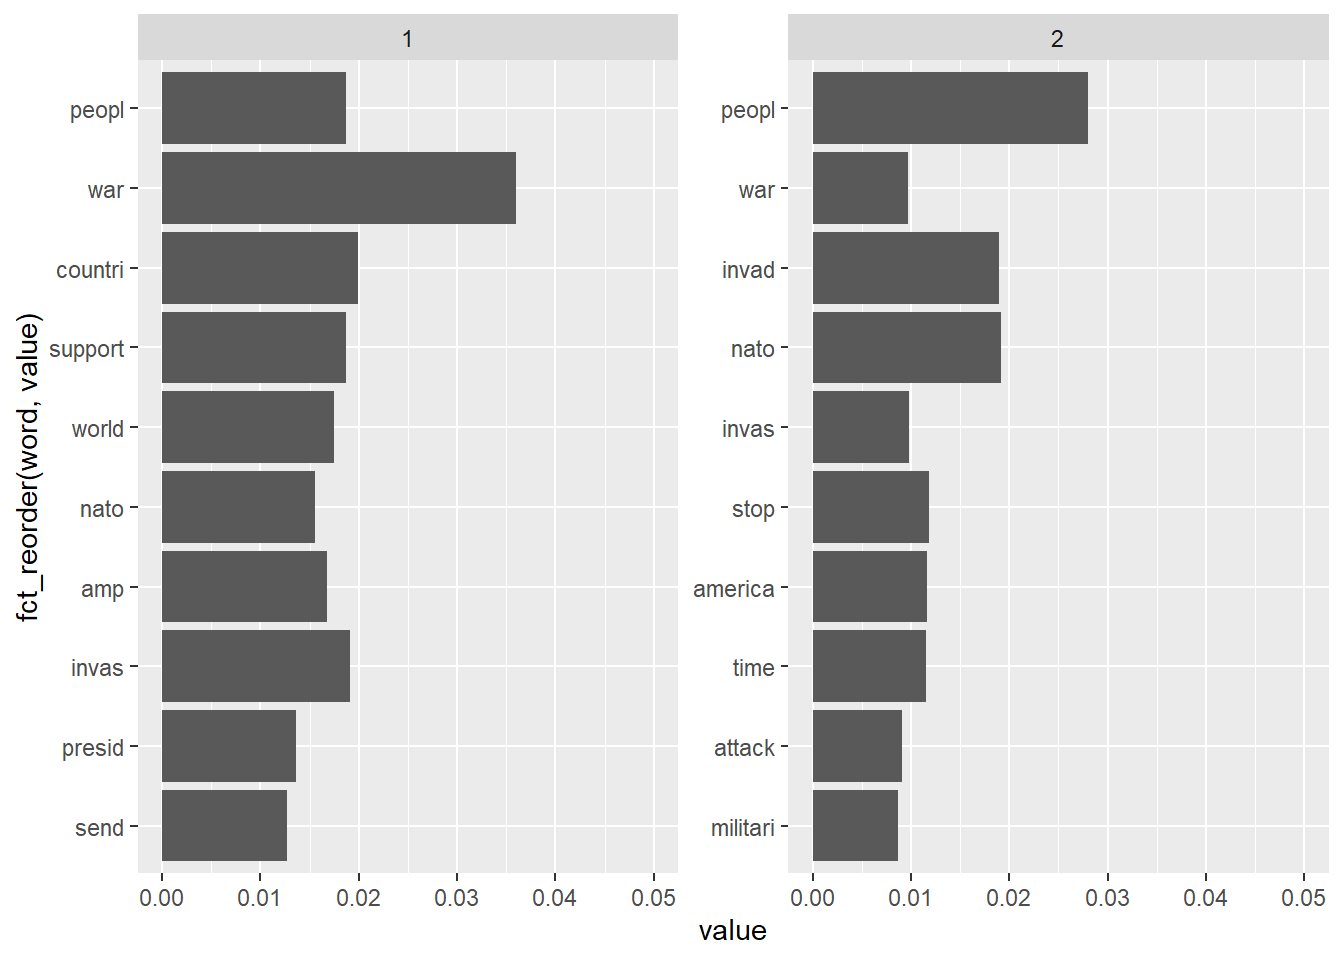 1
2
fct_reorder(word, value)
peopl
war
countri
support
world
nato
amp
invas
presid
send
peopl
war
invad
nato
invas
stop
america
time
attack
militari
0.00 0.01 0.02 0.03 0.04 0.05
0.00 0.01 0.02 0.03 0.04 0.05
value